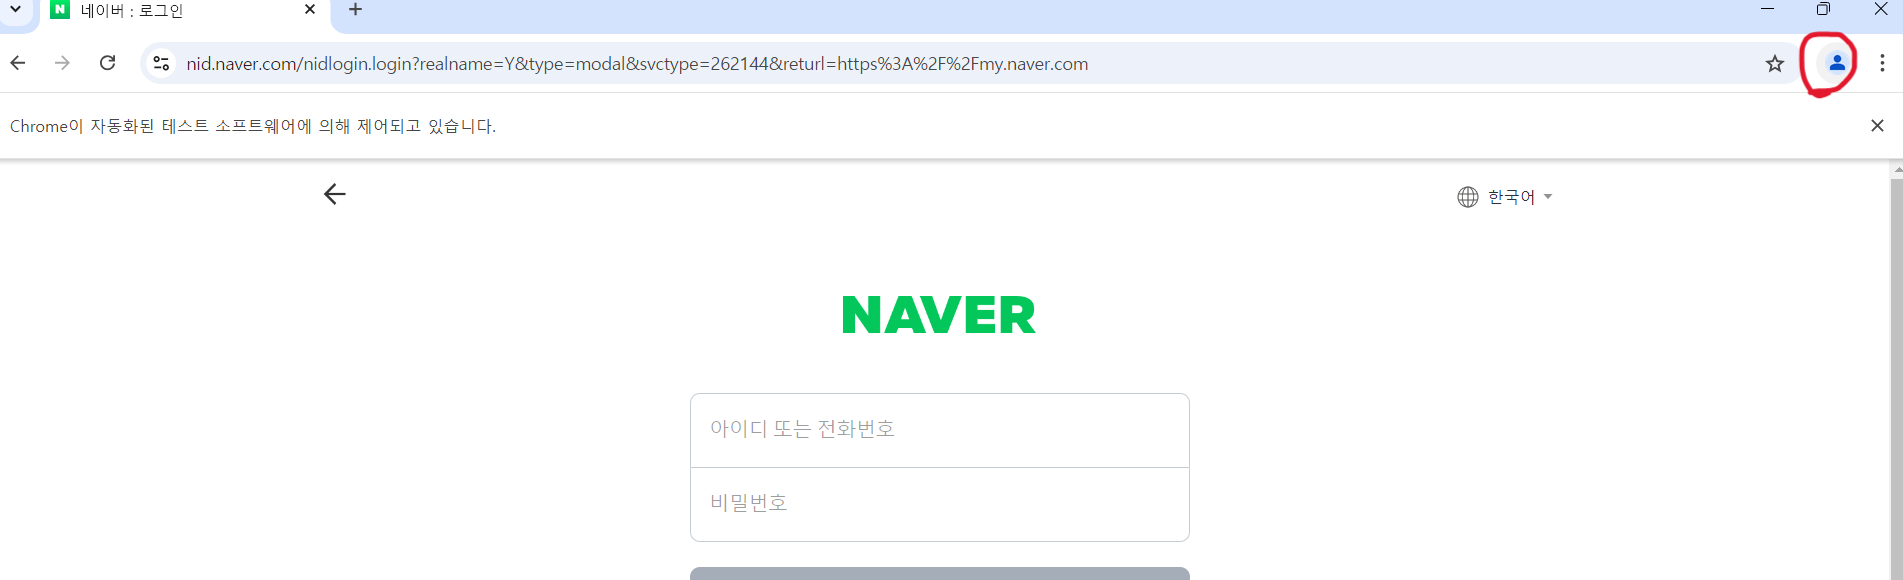 N 네이버 : 로그인
nid.naver.com/nidlogin.login?realname=Y&type=modal&svctype=262144&returl=https%3A%2F%2Fmy.naver.com
Chrome이 자동화된 테스트 소프트웨어에 의해 제어되고 있습니다.
한국어
NAVER
아이디 또는 전화번호
비밀번호